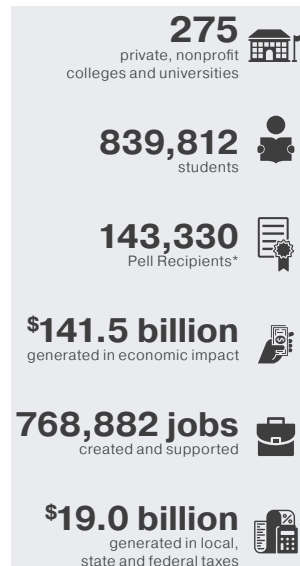 275
private, nonprofit
colleges and universities
839,812
students
143,330
Pell Recipients*
$141.5 billion
generated in economic impact
768,882 jobs
created and supported
$19.0 billion
generated in local,
state and federal taxes